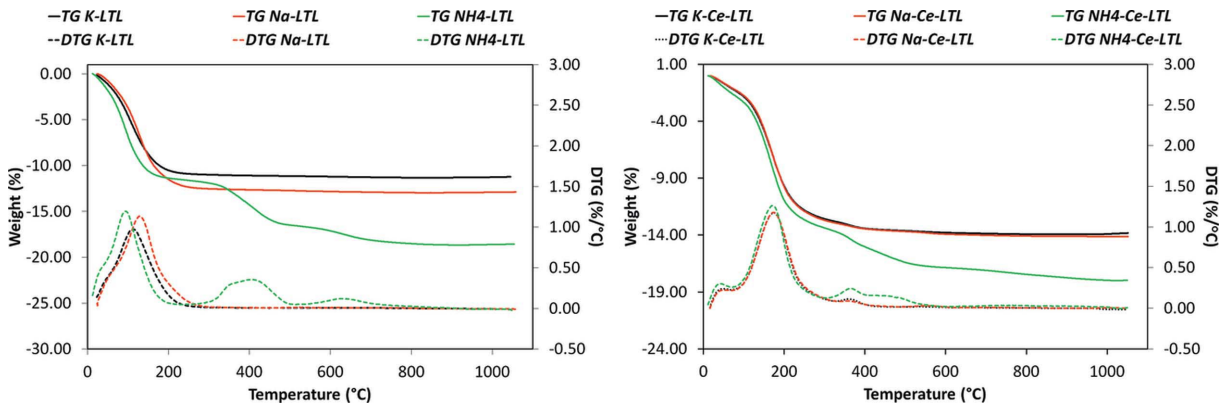 TG K-LTL TG Na-LTL TG NH4-LTL
DTG K-LTL DTG Na-LTL DTG NH4-LTL
0.00
-5.00
-10.00
-15.00
-20.00
-25.00
-30.00
Weight (%)
3.00
2.50
2.00
1.50
1.00
0.50
0.00
-0.50
DTG (%/°C)
0 200 400 600 800 1000
Temperature (°C)
TG K-Ce-LTL TG Na-Ce-LTL TG NH4-Ce-LTL
DTG K-Ce-LTL DTG Na-Ce-LTL DTG NH4-Ce-LTL
1.00
-4.00
-9.00
-14.00
-19.00
-24.00
Weight (%)
3.00
2.50
2.00
1.50
1.00
0.50
0.00
-0.50
DTG (%/°C)
0 200 400 600 800 1000
Temperature (°C)